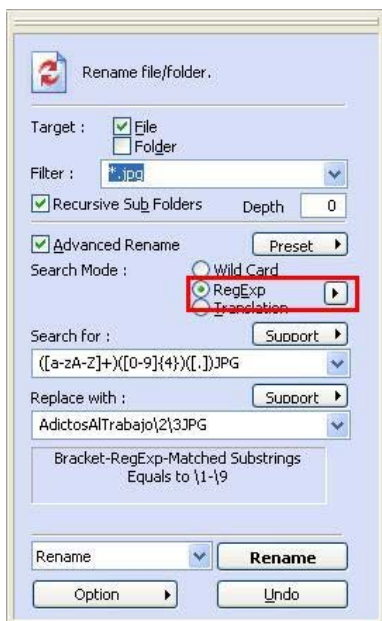 Rename file/folder.
Target : File
Folder
Filter : *.jpg
Recursive Sub Folders Depth 0
Advanced Rename Preset
Search Mode : Wild Card
RegExp
Translation
Search for : Support
([a-zA-Z]+)([0-9]{4})([.])JPG
Replace with : Support
AdictosAlTrabajo\2\3JPG
Bracket-RegExp-Matched Substrings
Equals to \1-\9
Rename Rename
Option Undo